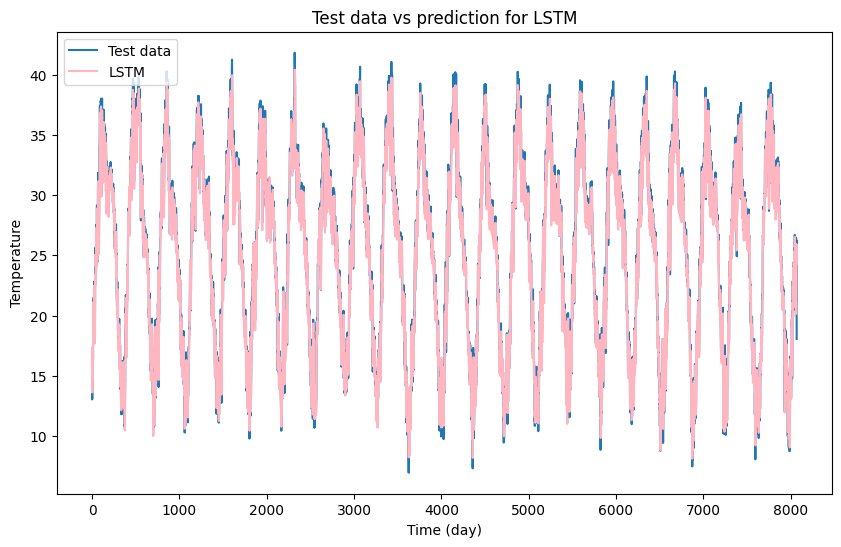 Test data vs prediction for LSTM
Test data
LSTM
Temperature
40
35
30
25
20
15
10
0 1000 2000 3000 4000 5000 6000 7000 8000
Time (day)